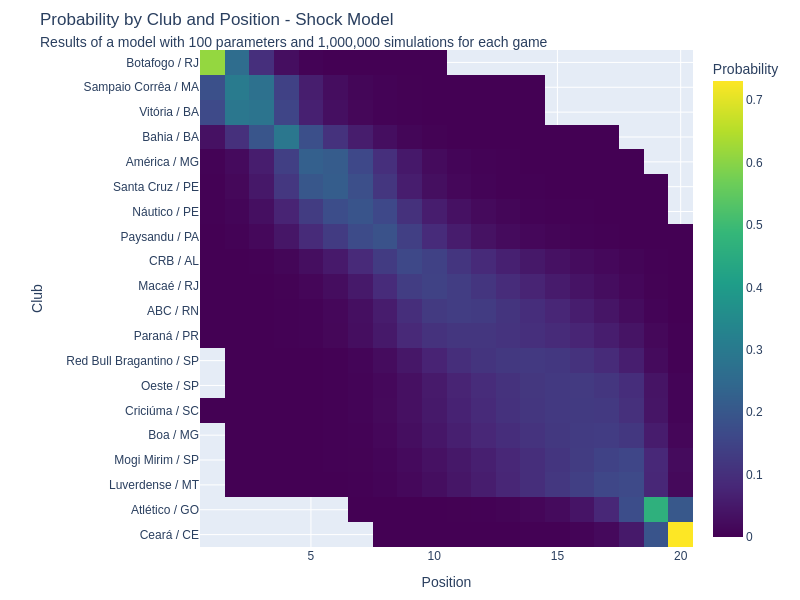 Probability by Club and Position - Shock Model
Results of a model with 100 parameters and 1,000,000 simulations for each game
Probability
Club
Botafogo / RJ
Sampaio Corrêa / MA
Vitória / BA
Bahia / BA
América / MG
Santa Cruz / PE
Náutico / PE
Paysandu / PA
CRB / AL
Macaé / RJ
ABC / RN
Paraná / PR
Red Bull Bragantino / SP
Oeste / SP
Criciúma / SC
Boa / MG
Mogi Mirim / SP
Luverdense / MT
Atlético / GO
Ceará / CE
5
10
15
20
Position
0.7
0.6
0.5
0.4
0.3
0.2
0.1
0